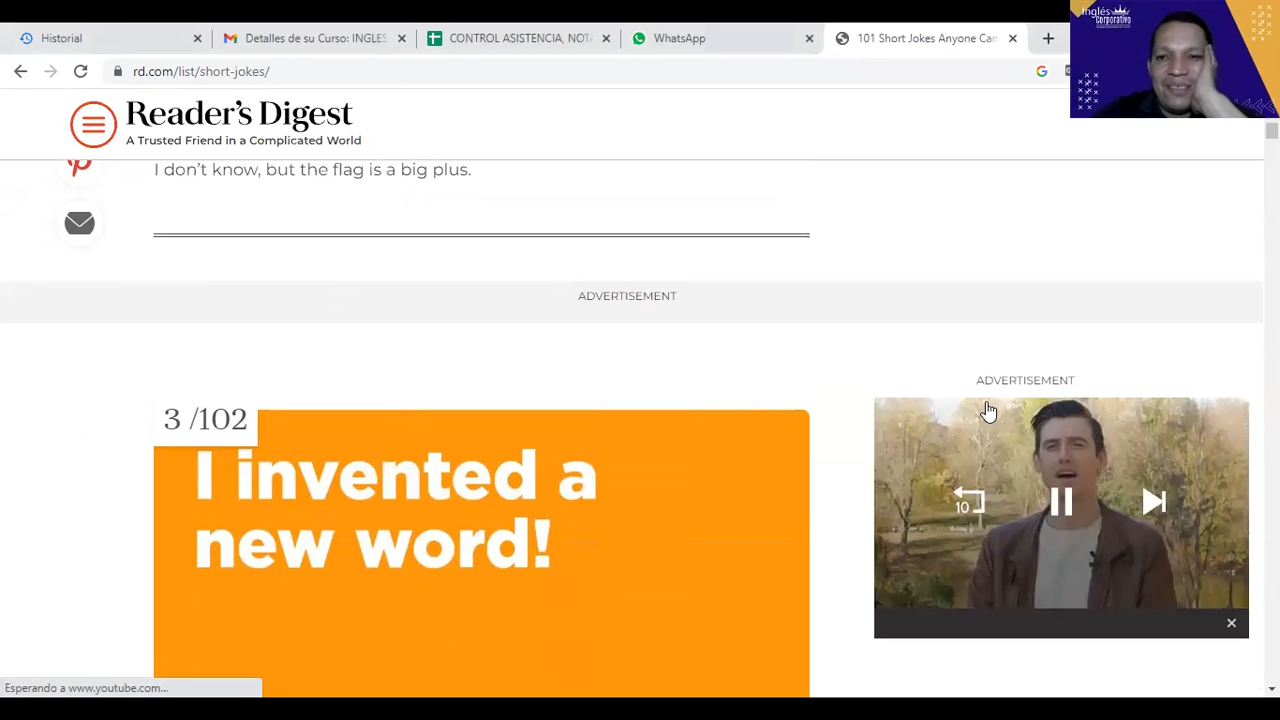 Historial
Detalles de su Curso: INGLES
CONTROL ASISTENCIA, NOTA
WhatsApp
101 Short Jokes Anyone Can
Inglés
Corporativo
rd.com/list/short-jokes/
Reader's Digest
A Trusted Friend in a Complicated World
I don't know, but the flag is a big plus.
ADVERTISEMENT
ADVERTISEMENT
3 /102
I invented a
new word!
10
Esperando a www.youtube.com...